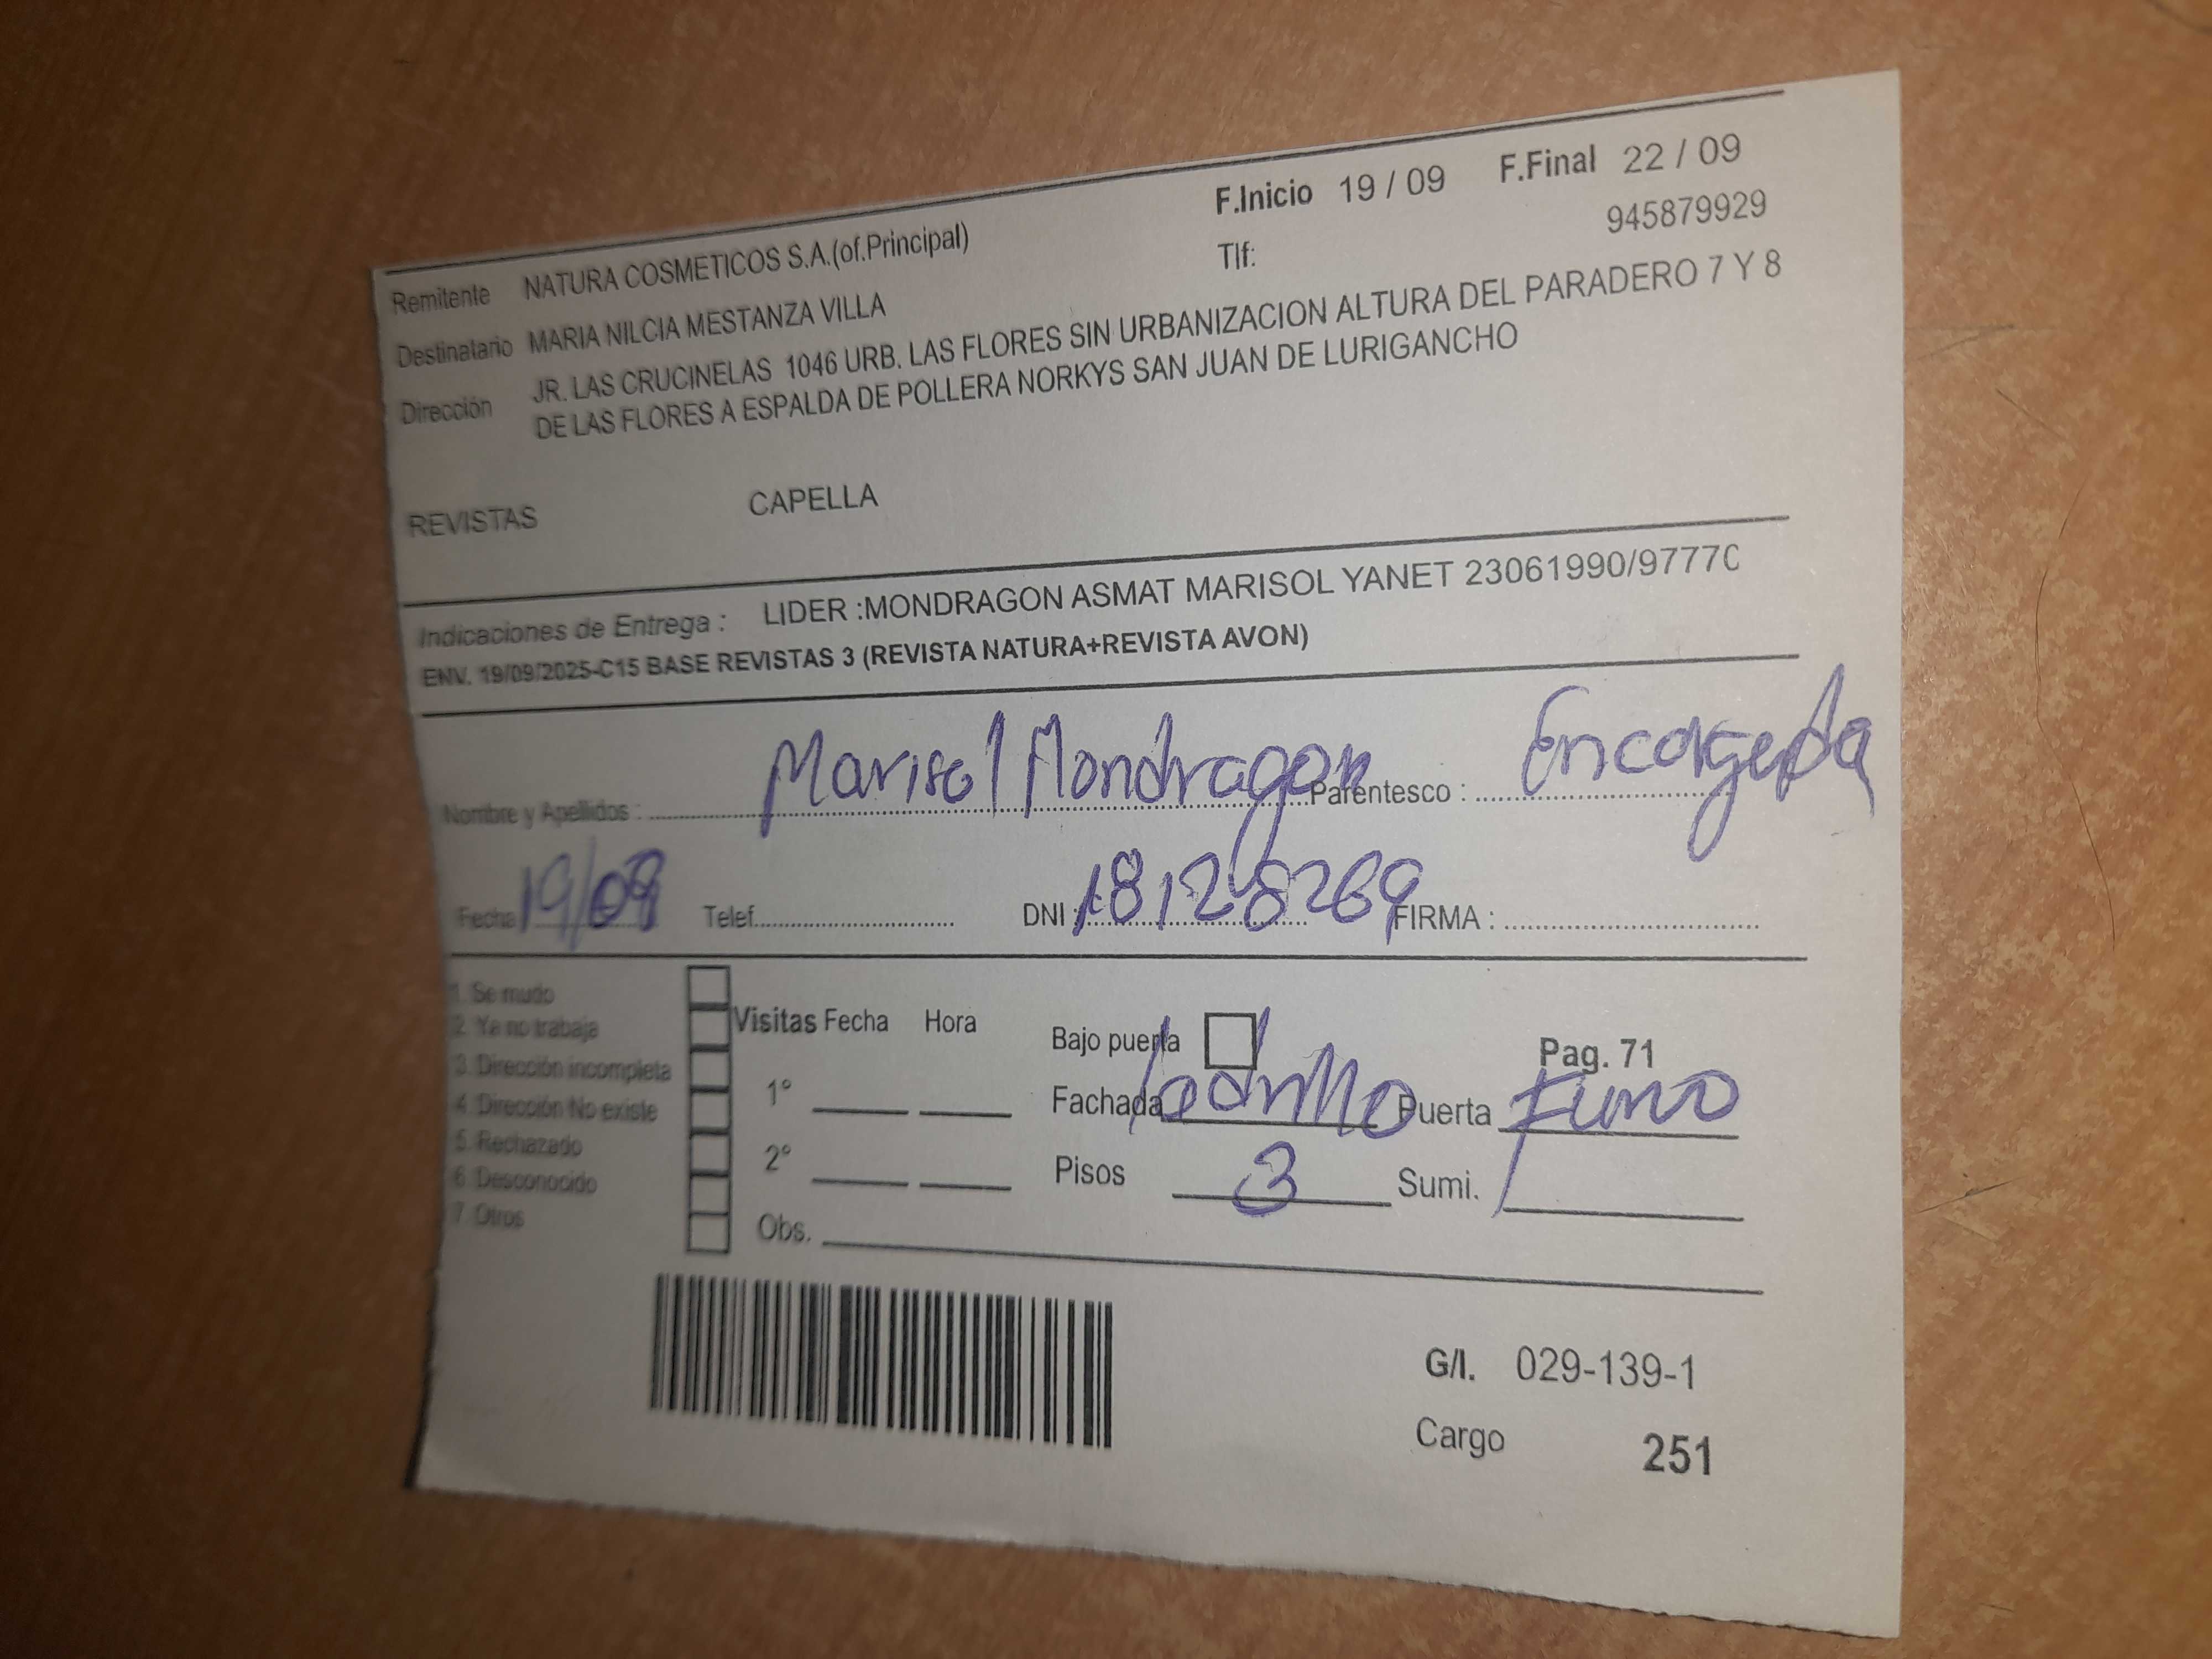 F.Inicio 19 / 09 F.Final 22 / 09
Remitente NATURA COSMETICOS S.A.(of.Principal) Tlf: 945879929
Destinatario MARIA NILCIA MESTANZA VILLA
Dirección JR. LAS CRUCINELAS 1046 URB. LAS FLORES SIN URBANIZACION ALTURA DEL PARADERO 7 Y 8
DE LAS FLORES A ESPALDA DE POLLERA NORKYS SAN JUAN DE LURIGANCHO
REVISTAS CAPELLA
Indicaciones de Entrega : LIDER :MONDRAGON ASMAT MARISOL YANET 23061990/9777C
ENV. 19/09/2025-C15 BASE REVISTAS 3 (REVISTA NATURA+REVISTA AVON)
Nombre y Apellidos : Marisol Mondragon Parentesco : Encargada
Fecha 19/09 Telef. DNI : 18128269 FIRMA :
1. Se mudo
2. Ya no trabaja
3. Dirección incompleta
4. Dirección No existe
5. Rechazado
6. Desconocido
7. Otros
Visitas Fecha Hora
1°
2°
Obs.
Bajo puerta Pag. 71
Fachada Ladrillo Puerta
Pisos 3 Sumi.
G/I. 029-139-1
Cargo 251